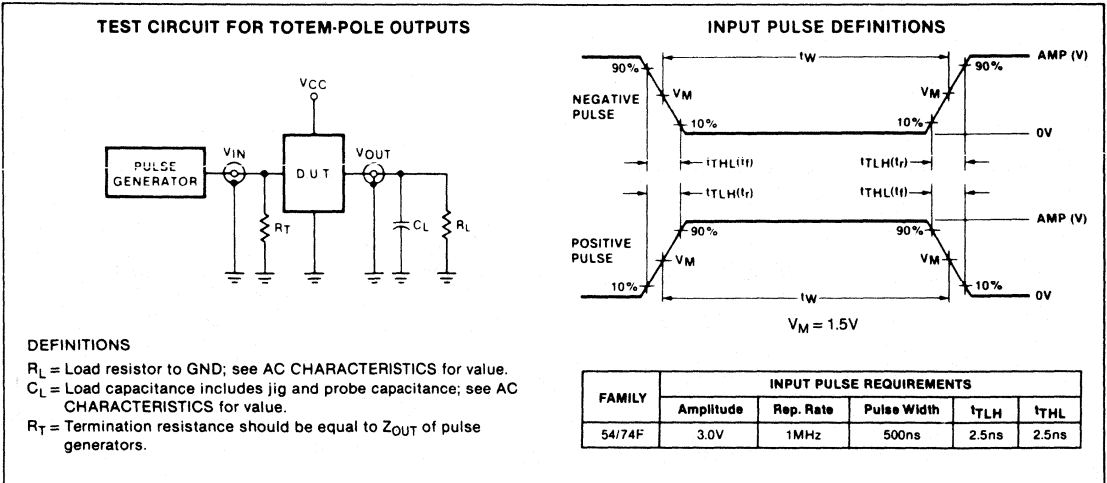 TEST CIRCUIT FOR TOTEM-POLE OUTPUTS
VCC
VIN
VOUT
PULSE
GENERATOR
DUT
RT
CL
RL
DEFINITIONS
RL = Load resistor to GND; see AC CHARACTERISTICS for value.
CL = Load capacitance includes jig and probe capacitance; see AC
CHARACTERISTICS for value.
RT = Termination resistance should be equal to ZOUT of pulse
generators.
INPUT PULSE DEFINITIONS
tW
AMP (V)
90%
90%
NEGATIVE
PULSE
VM
VM
10%
10%
0V
tTHL(tf)
tTLH(tr)
tTLH(tr)
tTHL(tf)
AMP (V)
90%
90%
POSITIVE
PULSE
VM
VM
10%
10%
0V
tW
VM = 1.5V
FAMILY
INPUT PULSE REQUIREMENTS
Amplitude Rep. Rate Pulse Width tTLH tTHL
54/74F 3.0V 1MHz 500ns 2.5ns 2.5ns